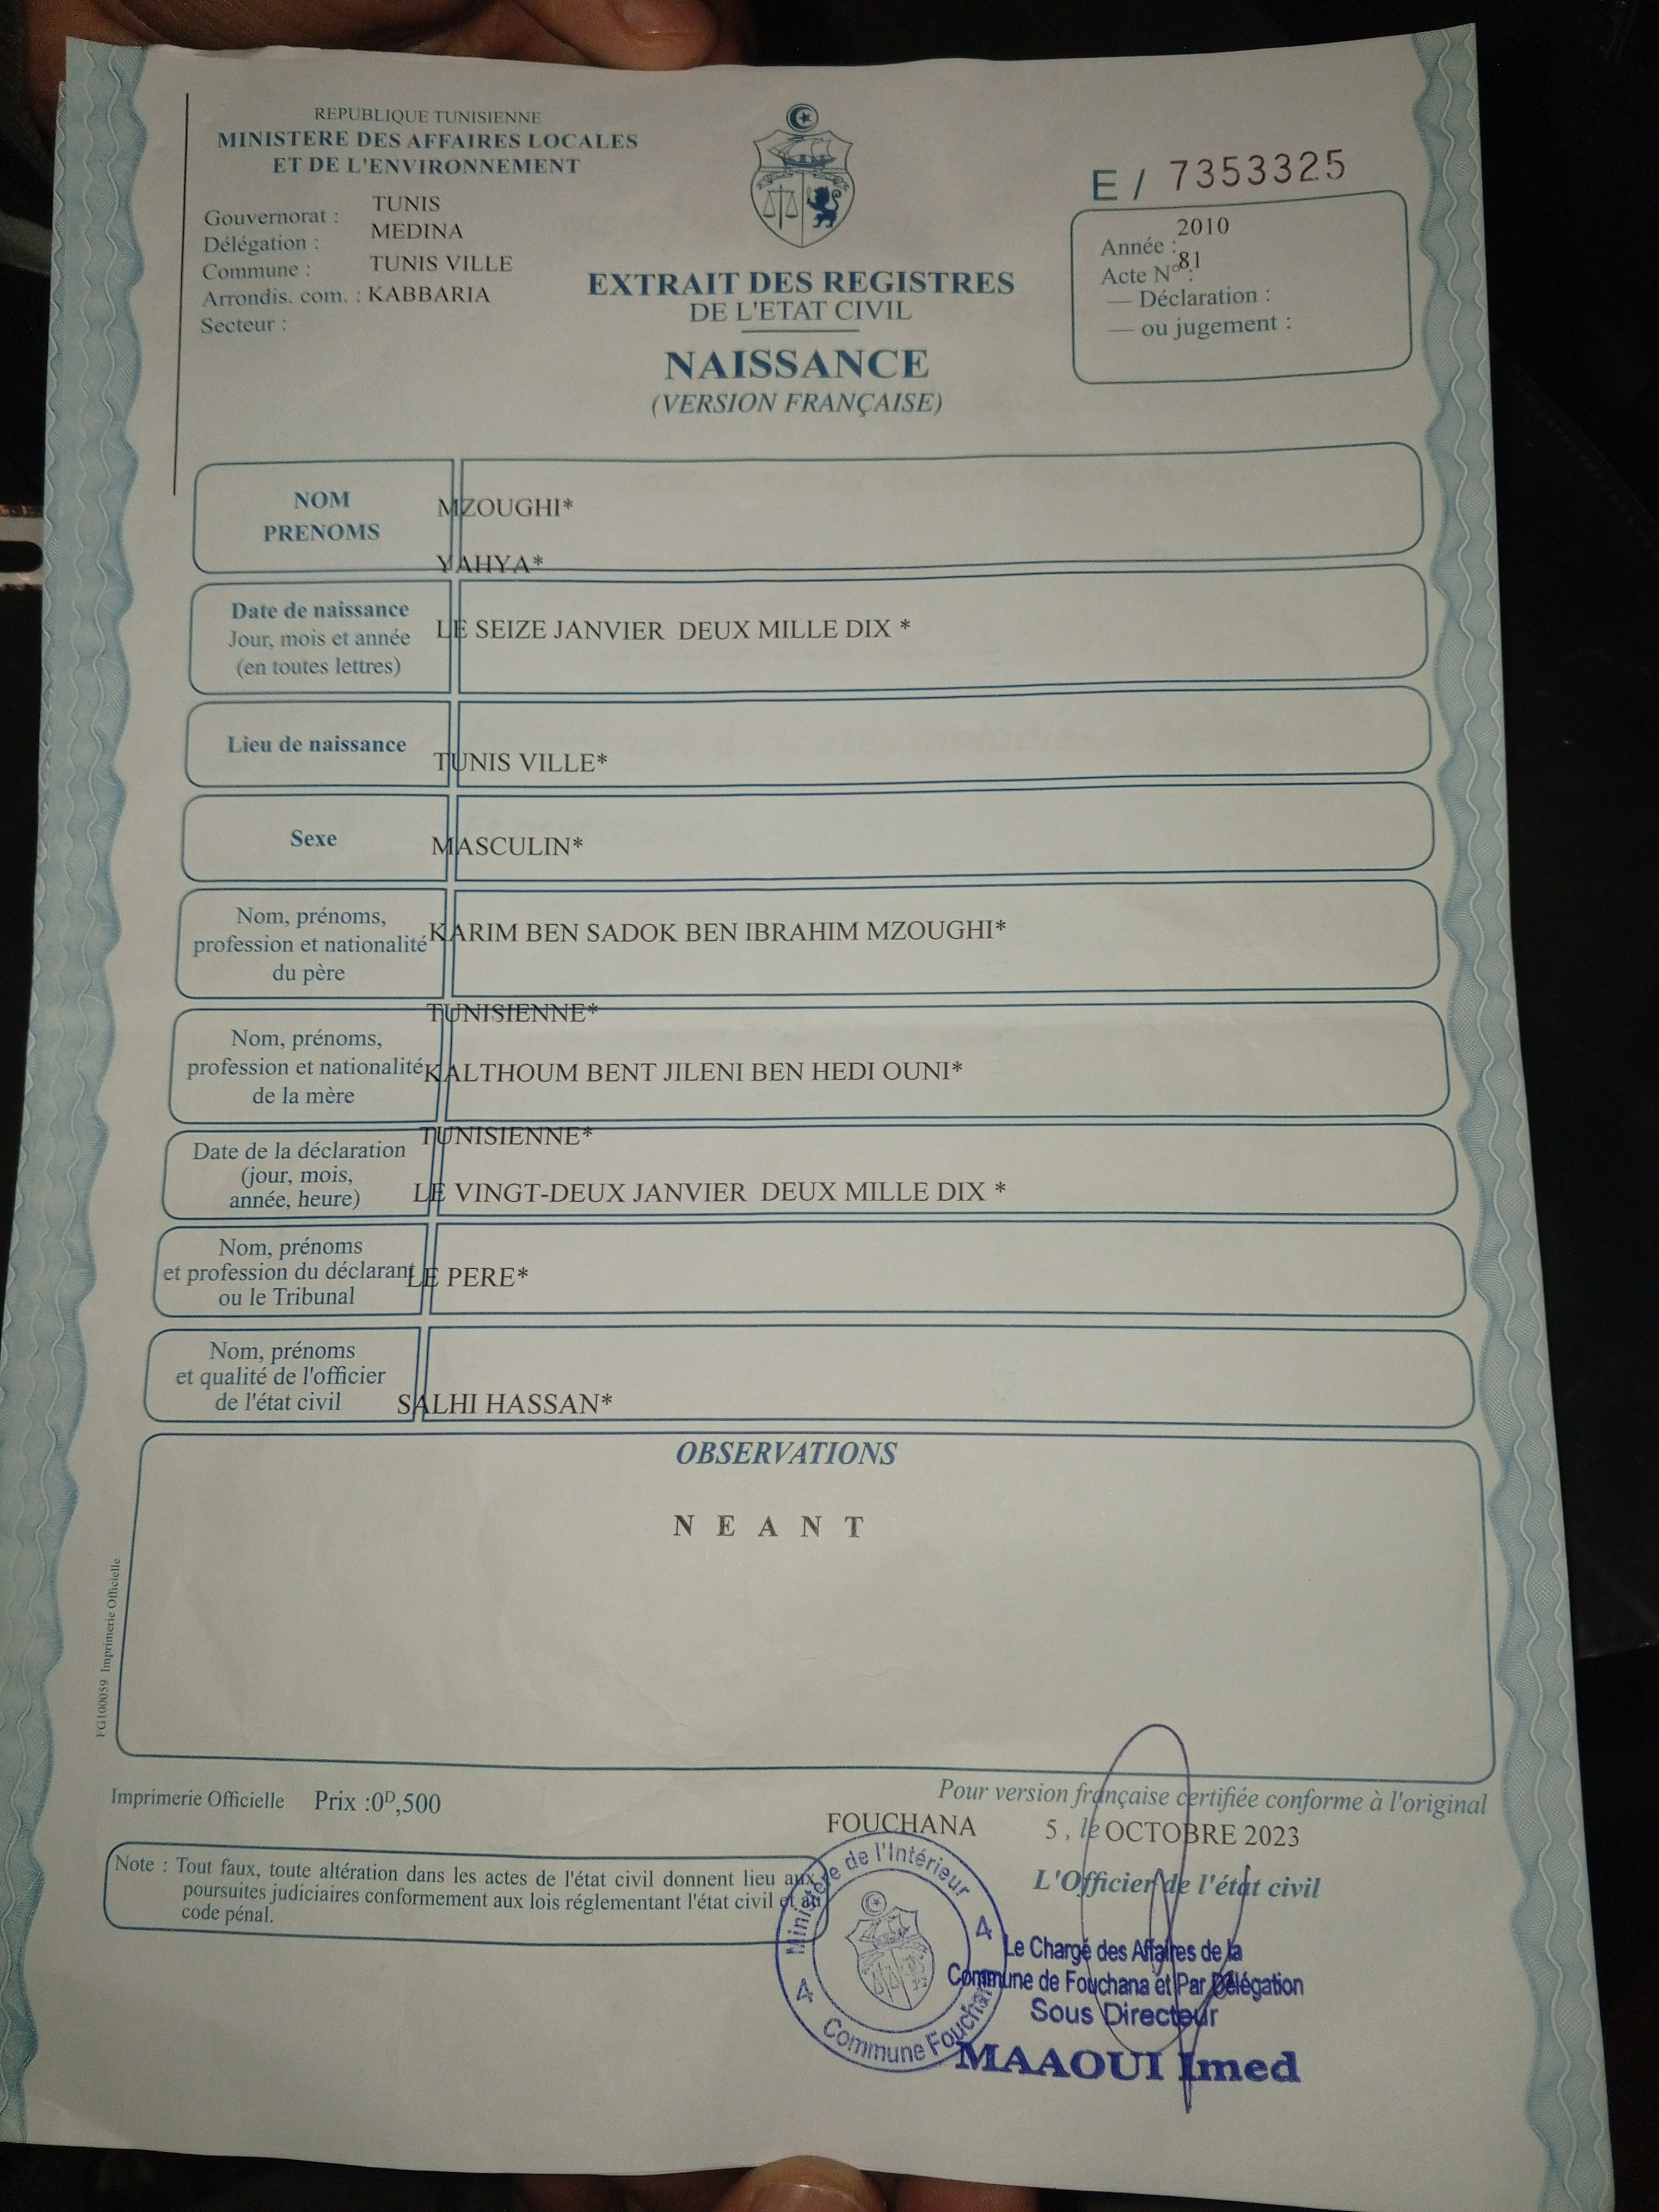 REPUBLIQUE TUNISIENNE
MINISTERE DES AFFAIRES LOCALES
ET DE L'ENVIRONNEMENT
Gouvernorat : TUNIS
Délégation : MEDINA
Commune : TUNIS VILLE
Arrondis. com. : KABBARIA
Secteur :
EXTRAIT DES REGISTRES
DE L'ETAT CIVIL
NAISSANCE
(VERSION FRANÇAISE)
E / 7353325
Année : 2010
Acte N° : 81
— Déclaration :
— ou jugement :
NOM
PRENOMS
MZOUGHI*
YAHYA*
Date de naissance
Jour, mois et année
(en toutes lettres)
LE SEIZE JANVIER DEUX MILLE DIX *
Lieu de naissance
TUNIS VILLE*
Sexe
MASCULIN*
Nom, prénoms,
profession et nationalité
du père
KARIM BEN SADOK BEN IBRAHIM MZOUGHI*
TUNISIENNE*
Nom, prénoms,
profession et nationalité
de la mère
KALTHOUM BENT JILENI BEN HEDI OUNI*
TUNISIENNE*
Date de la déclaration
(jour, mois,
année, heure)
LE VINGT-DEUX JANVIER DEUX MILLE DIX *
Nom, prénoms
et profession du déclarant
ou le Tribunal
LE PERE*
Nom, prénoms
et qualité de l'officier
de l'état civil
SALHI HASSAN*
OBSERVATIONS
N E A N T
FG100059 Imprimerie Officielle
Imprimerie Officielle Prix :0D,500
Pour version française certifiée conforme à l'original
FOUCHANA 5 , le OCTOBRE 2023
L'Officier de l'état civil
Note : Tout faux, toute altération dans les actes de l'état civil donnent lieu aux
poursuites judiciaires conformement aux lois réglementant l'état civil et au
code pénal.
Ministère de l'Intérieur
4
4
Commune Fouchana
Le Chargé des Affaires de la
Commune de Fouchana et Par Délégation
Sous Directeur
MAAOUI Imed